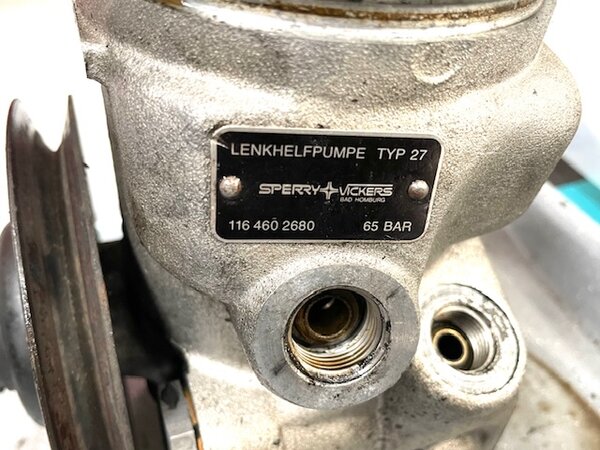 LENKHELFPUMPE TYP 27
SPERRY VICKERS
BAD HOMBURG
116 460 2680 65 BAR